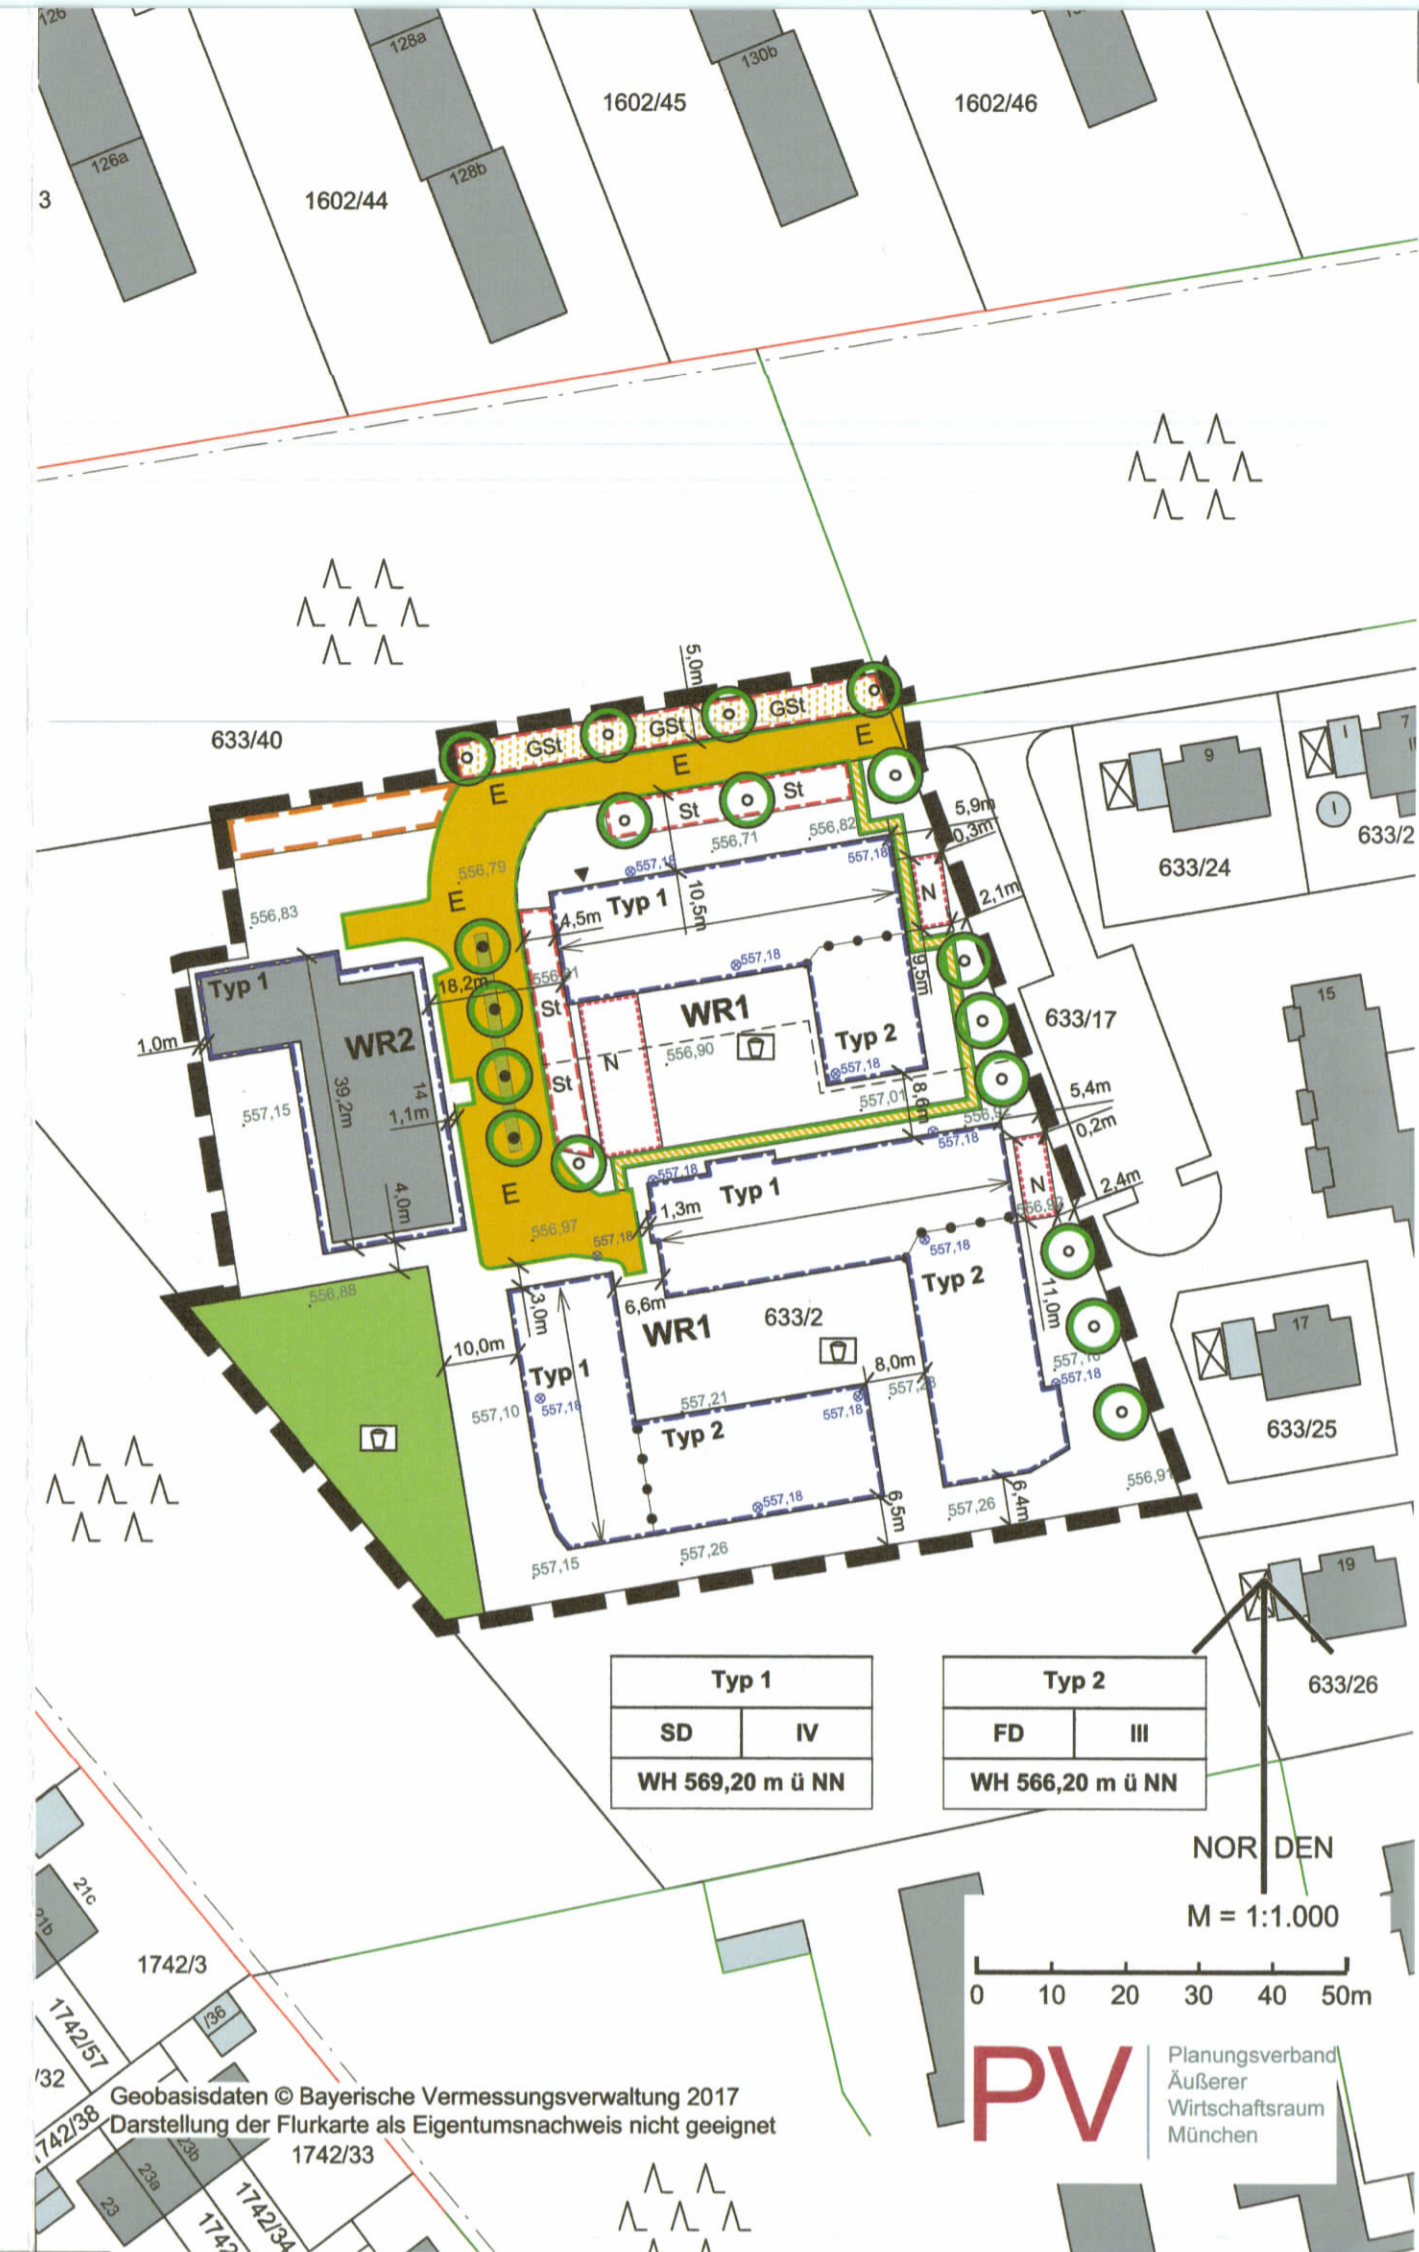 126
128a
130b
1602/45
1602/46
126a
128b
3
1602/44
5,0m
633/40
GSt
GSt
GSt
E
E
E
9
7
I
I
633/2
633/24
St
St
5,9m
0,3m
556,82
556,71
557,18
557,18
556,79
E
Typ 1
10,5m
N
2,1m
556,83
4,5m
557,18
9,5m
Typ 1
18,2m
St
WR1
633/17
15
1,0m
WR2
N
556,90
Typ 2
557,18
39,2m
14
St
557,01
8,6m
5,4m
557,15
1,1m
557,18
0,2m
557,18
Typ 1
N
2,4m
E
4,0m
1,3m
556,97
557,18
557,18
Typ 2
556,88
3,0m
6,6m
WR1
633/2
11,0m
17
10,0m
Typ 1
8,0m
557,18
557,18
557,10
557,21
557,18
633/25
Typ 2
557,18
6,5m
557,26
6,4m
557,15
557,26
19
633/26
Typ 1
SD
IV
WH 569,20 m ü NN
Typ 2
FD
III
WH 566,20 m ü NN
NORDEN
M = 1:1.000
0 10 20 30 40 50m
21c
21b
1742/3
/36
1742/57
/32
1742/38
Geobasisdaten © Bayerische Vermessungsverwaltung 2017
Darstellung der Flurkarte als Eigentumsnachweis nicht geeignet
1742/33
23b
23a
23
1742/34
1742
PV
Planungsverband
Äußerer
Wirtschaftsraum
München